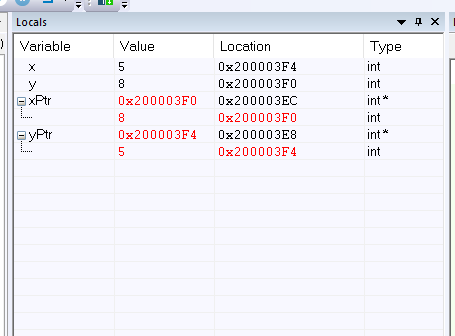 Locals
Variable Value Location Type
x 5 0x200003F4 int
y 8 0x200003F0 int
xPtr 0x200003F0 0x200003EC int*
8 0x200003F0 int
yPtr 0x200003F4 0x200003E8 int*
5 0x200003F4 int